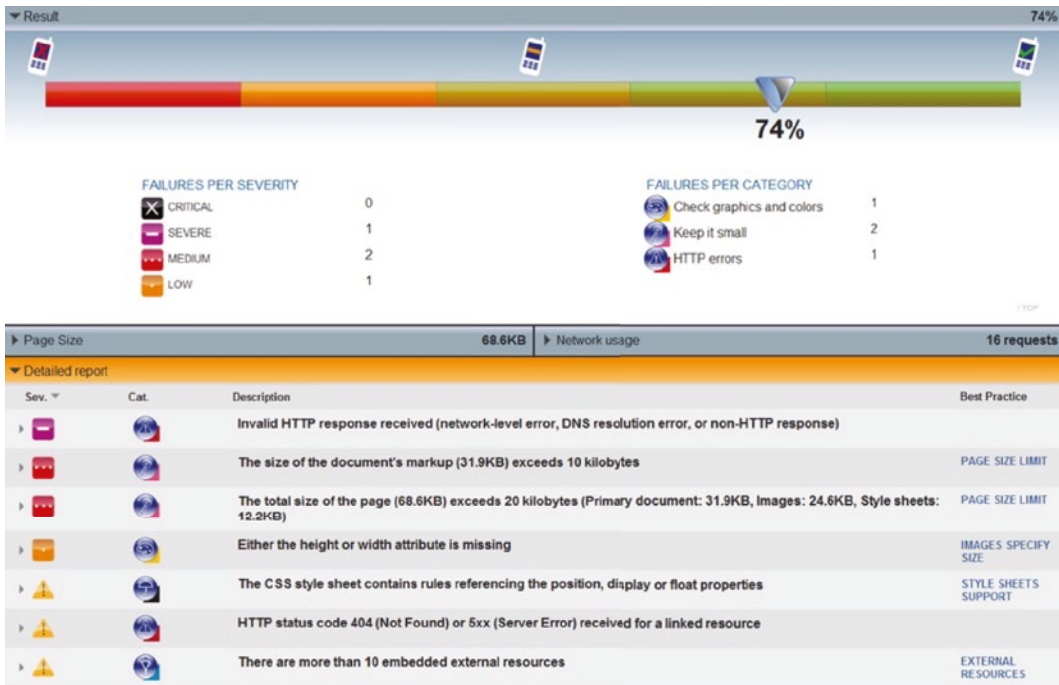 Result 74%
74%
FAILURES PER SEVERITY
CRITICAL 0
SEVERE 1
MEDIUM 2
LOW 1
FAILURES PER CATEGORY
Check graphics and colors 1
Keep it small 2
HTTP errors 1
TOP
Page Size 68.6KB
Network usage 16 requests
Detailed report
Sev. Cat. Description Best Practice
Invalid HTTP response received (network-level error, DNS resolution error, or non-HTTP response)
The size of the document's markup (31.9KB) exceeds 10 kilobytes PAGE SIZE LIMIT
The total size of the page (68.6KB) exceeds 20 kilobytes (Primary document: 31.9KB, Images: 24.6KB, Style sheets: PAGE SIZE LIMIT
12.2KB)
Either the height or width attribute is missing IMAGES SPECIFY
SIZE
The CSS style sheet contains rules referencing the position, display or float properties STYLE SHEETS
SUPPORT
HTTP status code 404 (Not Found) or 5xx (Server Error) received for a linked resource
There are more than 10 embedded external resources EXTERNAL
RESOURCES